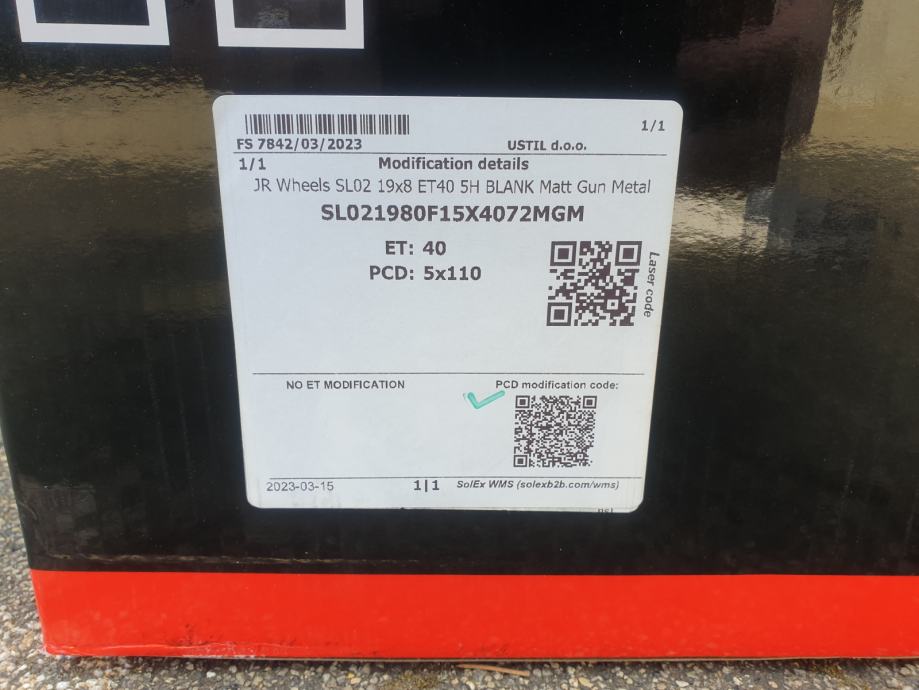 1/1
FS 7842/03/2023 USTIL d.o.o.
1/1 Modification details
JR Wheels SL02 19x8 ET40 5H BLANK Matt Gun Metal
SL021980F15X4072MGM
ET: 40
PCD: 5x110
Laser code
NO ET MODIFICATION PCD modification code:
2023-03-15 1|1 SolEx WMS (solexb2b.com/wms)